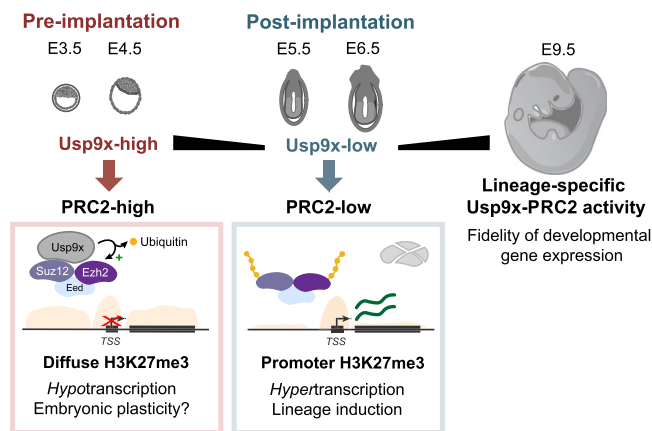 Pre-implantation
Post-implantation
E3.5
E4.5
E5.5
E6.5
E9.5
Usp9x-high
Usp9x-low
PRC2-high
PRC2-low
Lineage-specific
Usp9x-PRC2 activity
Fidelity of developmental
gene expression
Usp9x
Ubiquitin
+
Suz12
Ezh2
Eed
TSS
Diffuse H3K27me3
Hypotranscription
Embryonic plasticity?
TSS
Promoter H3K27me3
Hypertranscription
Lineage induction